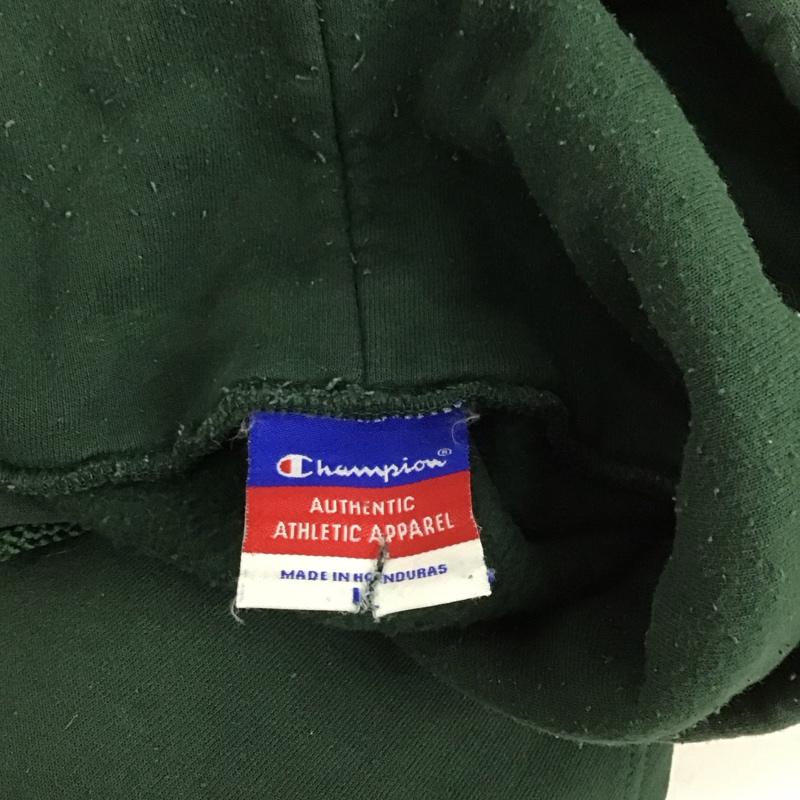 Champion®
AUTHENTIC
ATHLETIC APPAREL
MADE IN HONDURAS